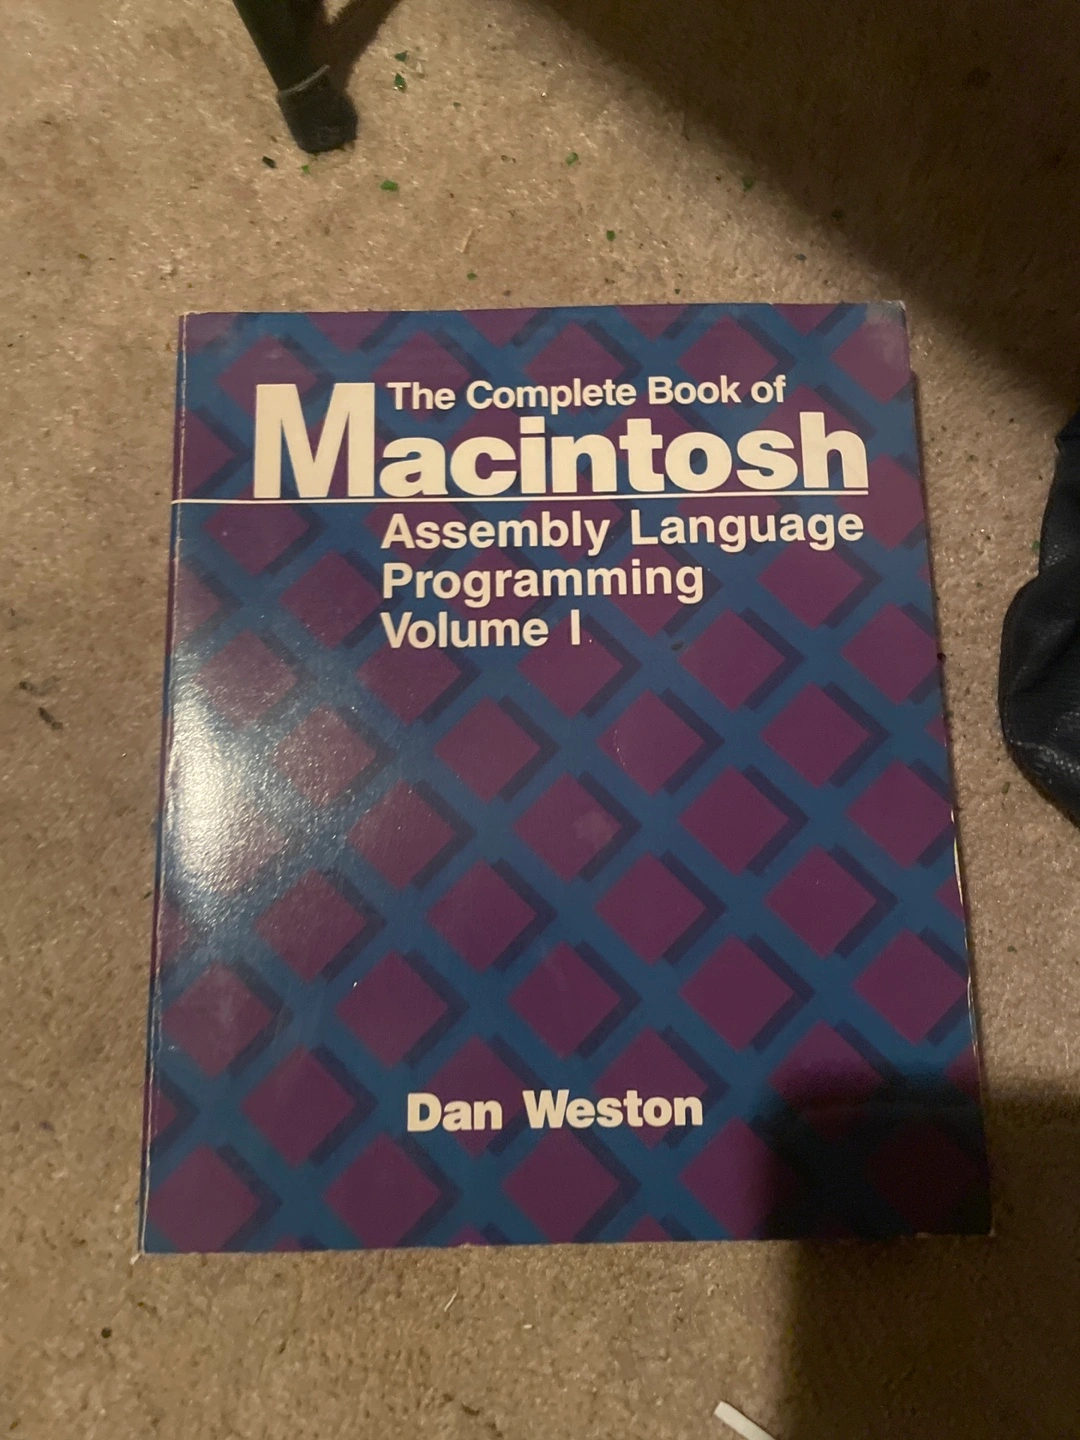 The Complete Book of
Macintosh
Assembly Language
Programming
Volume I
Dan Weston